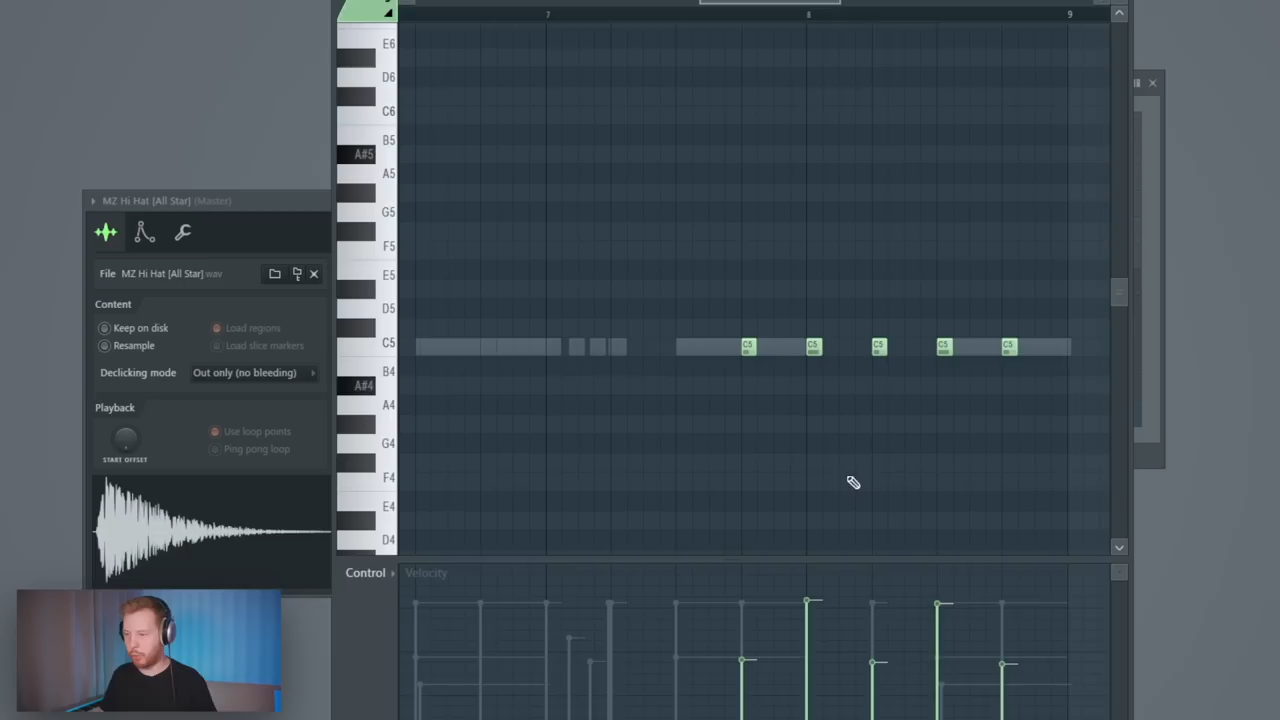 7 8 9
E6
D6
C6
B5
A#5
A5
G5
F5
E5
D5
C5
B4
A#4
A4
G4
F4
E4
D4
C5 C5 C5 C5 C5
MZ Hi Hat [All Star] (Master)
File MZ Hi Hat [All Star].wav
Content
Keep on disk Load regions
Resample Load slice markers
Declicking mode Out only (no bleeding)
Playback
Use loop points
Ping pong loop
START OFFSET
Control Velocity